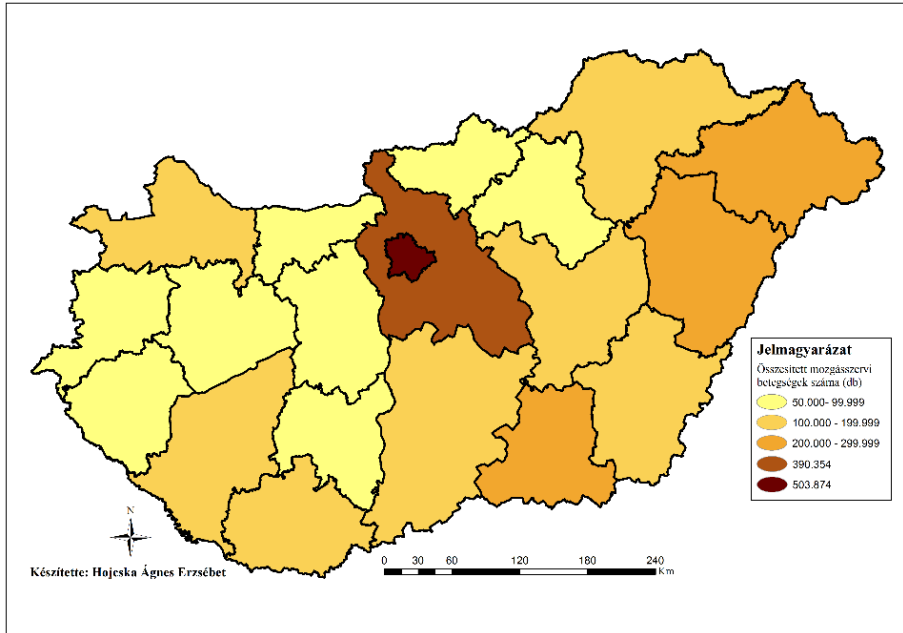 Jelmagyarázat
Összesített mozgásszervi
betegségek száma (db)
50.000- 99.999
100.000 - 199.999
200.000 - 299.999
390.354
503.874
N
Készítette: Hojcska Ágnes Erzsébet
0 30 60 120 180 240
Km